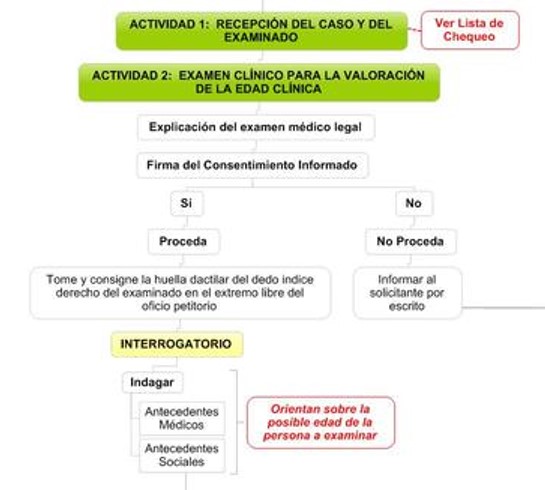 ACTIVIDAD 1: RECEPCIÓN DEL CASO Y DEL
EXAMINADO
Ver Lista de
Chequeo
ACTIVIDAD 2: EXAMEN CLÍNICO PARA LA VALORACIÓN
DE LA EDAD CLÍNICA
Explicación del examen médico legal
Firma del Consentimiento Informado
Sí
No
Proceda
No Proceda
Tome y consigne la huella dactilar del dedo indice
derecho del examinado en el extremo libre del
oficio petitorio
Informar al
solicitante por
escrito
INTERROGATORIO
Indagar
Antecedentes
Médicos
Antecedentes
Sociales
Orientan sobre la
posible edad de la
persona a examinar